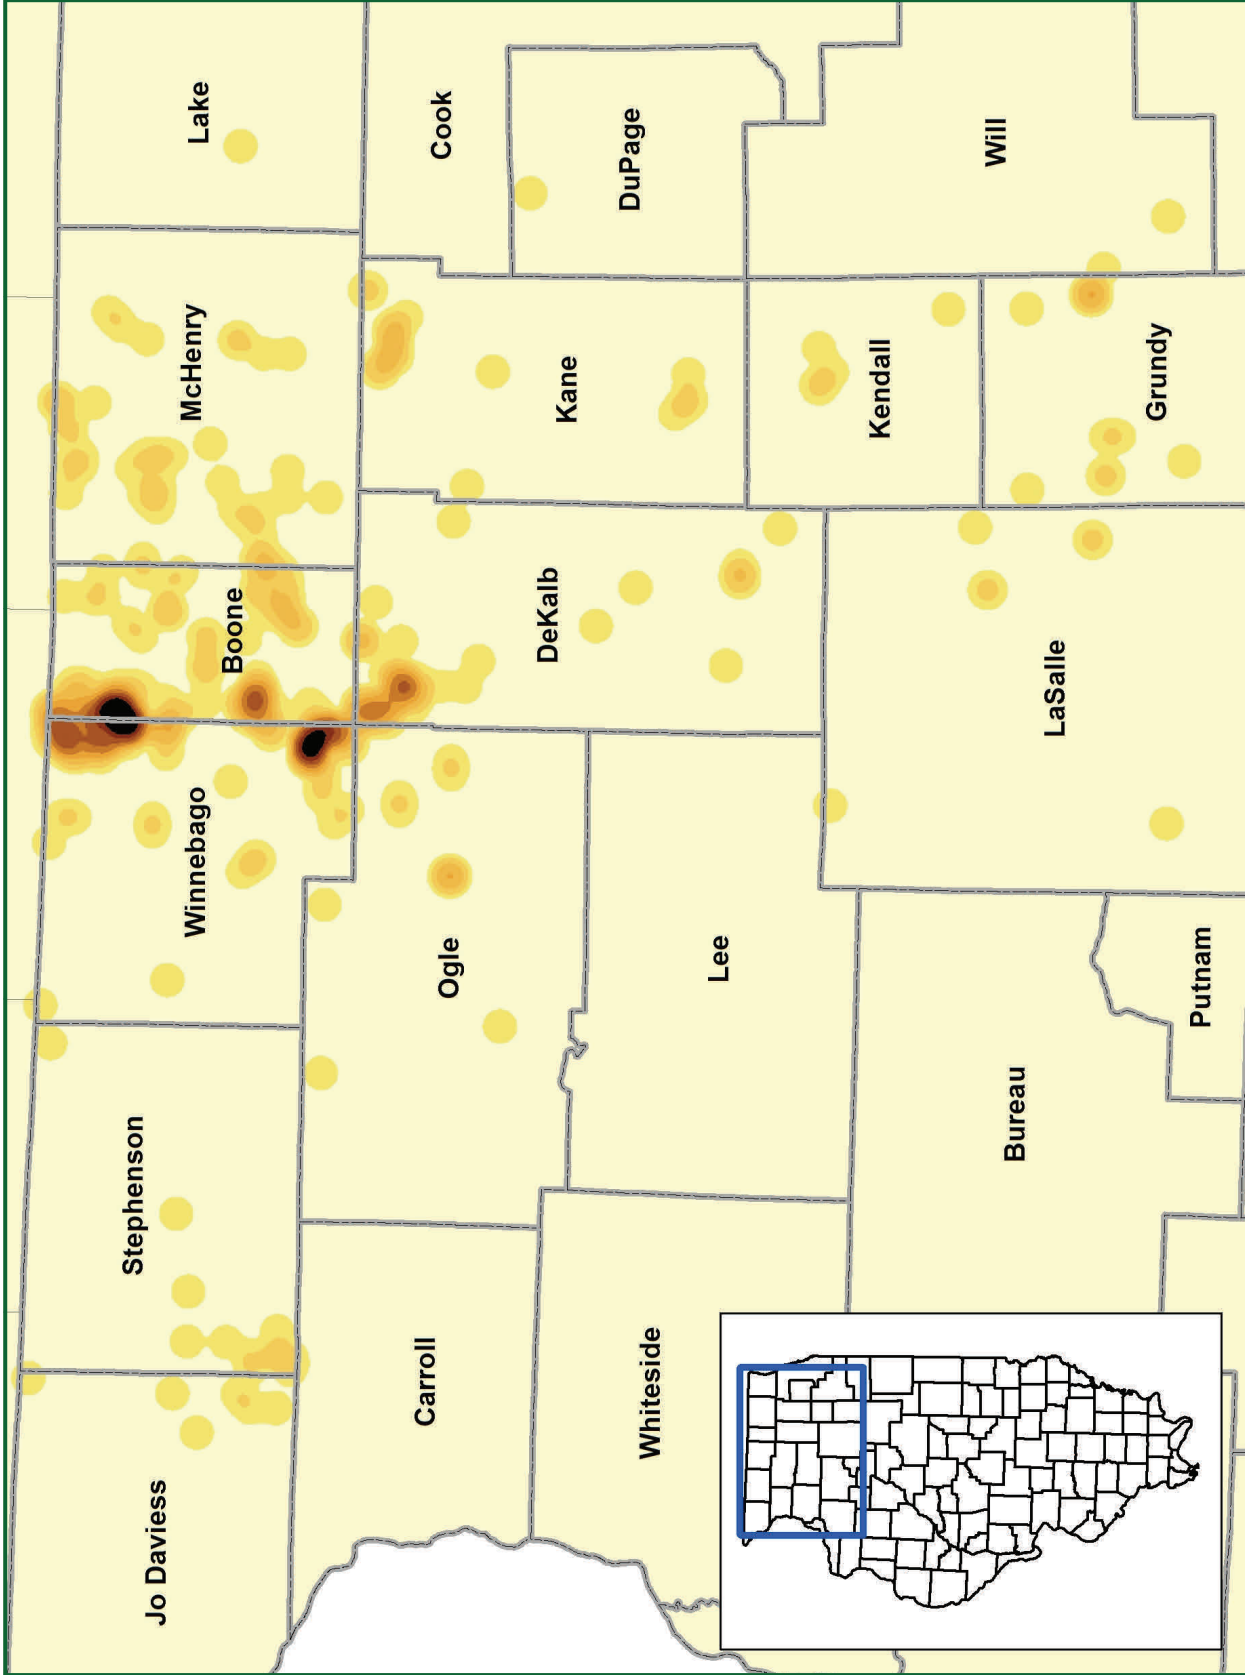 Jo Daviess
Stephenson
Winnebago
Boone
McHenry
Lake
Carroll
Ogle
DeKalb
Kane
Cook
DuPage
Whiteside
Lee
Kendall
Will
Bureau
LaSalle
Grundy
Putnam